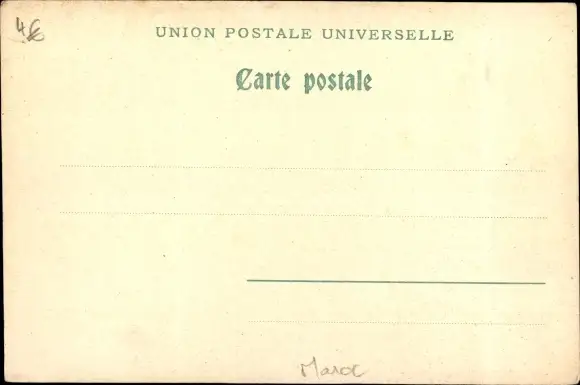 4€
UNION POSTALE UNIVERSELLE
Carte postale
Maroc